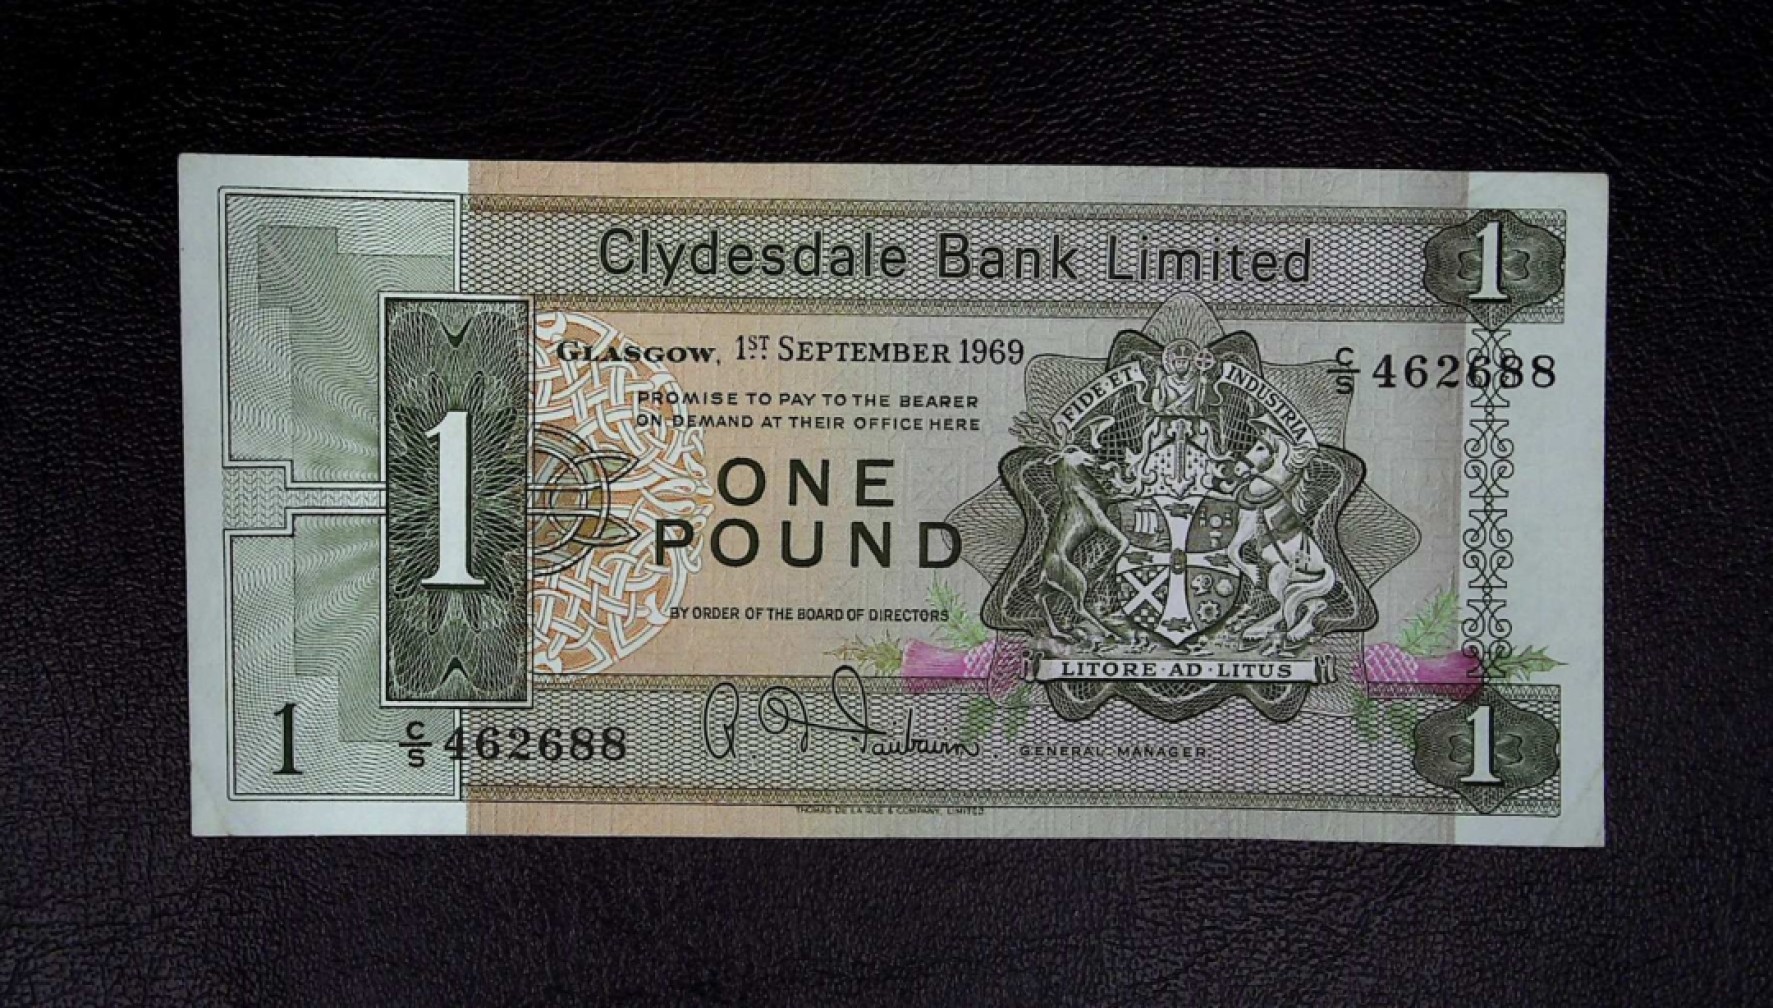 Clydesdale Bank Limited
1
GLASGOW, 1ST SEPTEMBER 1969
C/S 462688
PROMISE TO PAY TO THE BEARER
ON DEMAND AT THEIR OFFICE HERE
FIDE ET INDUSTRIA
1
ONE
POUND
BY ORDER OF THE BOARD OF DIRECTORS
LITORE·AD·LITUS
1
C/S 462688
R. D. Fairbairn. GENERAL MANAGER.
1
THOMAS DE LA RUE & COMPANY, LIMITED